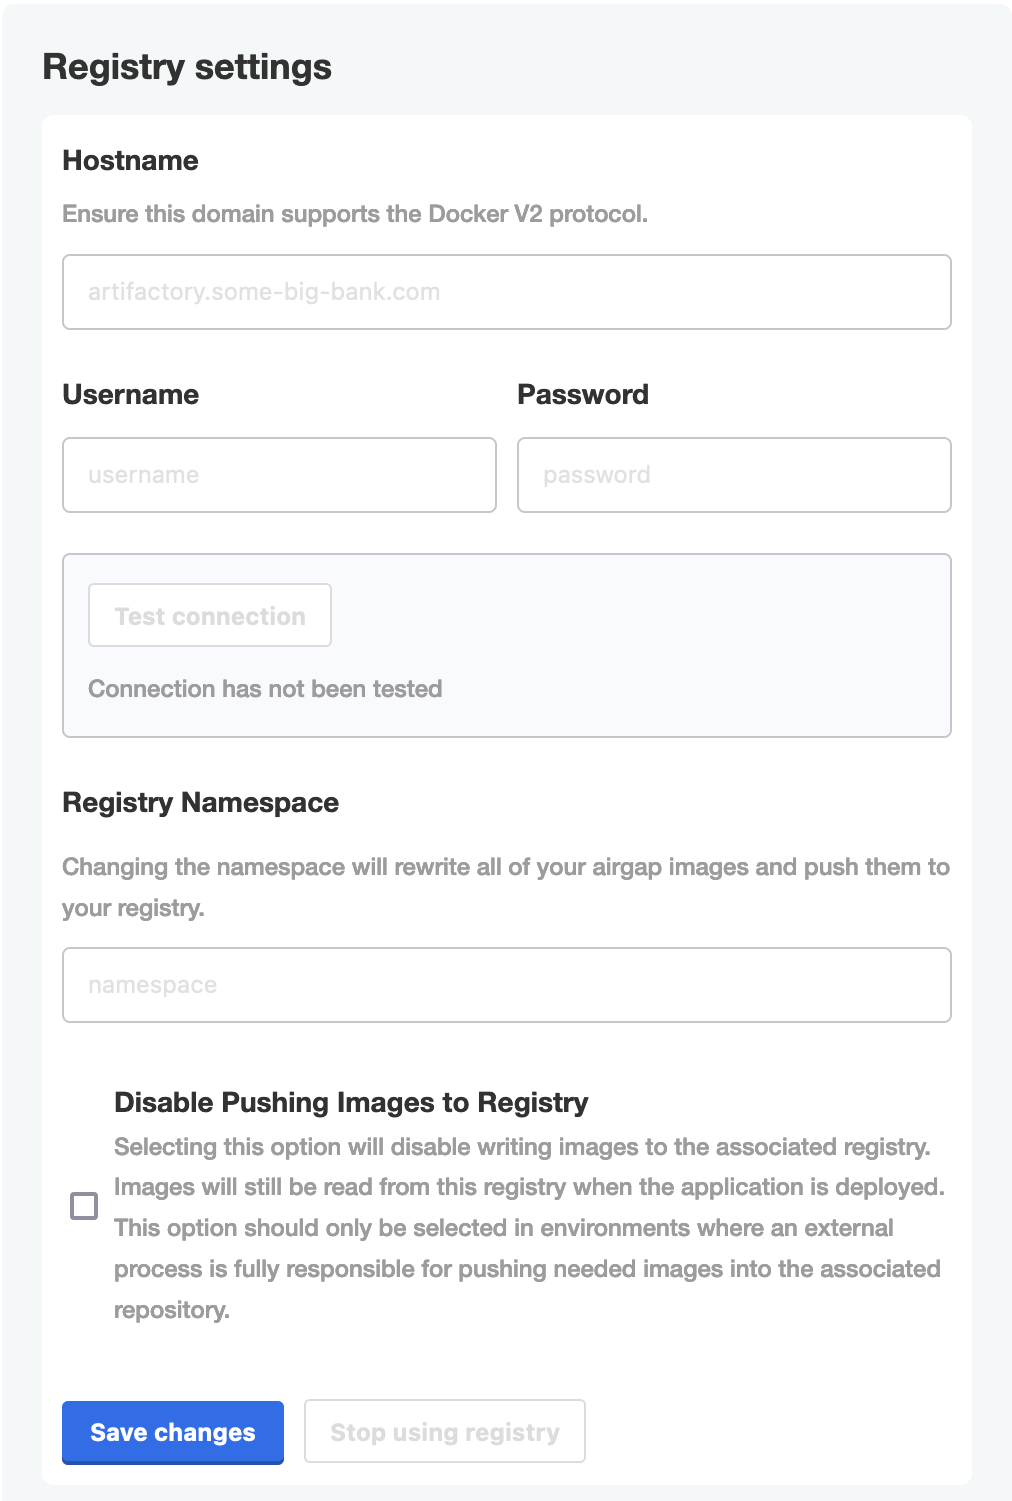 Registry settings
Hostname
Ensure this domain supports the Docker V2 protocol.
artifactory.some-big-bank.com
Username
Password
username
password
Test connection
Connection has not been tested
Registry Namespace
Changing the namespace will rewrite all of your airgap images and push them to
your registry.
namespace
Disable Pushing Images to Registry
Selecting this option will disable writing images to the associated registry.
Images will still be read from this registry when the application is deployed.
This option should only be selected in environments where an external
process is fully responsible for pushing needed images into the associated
repository.
Save changes
Stop using registry